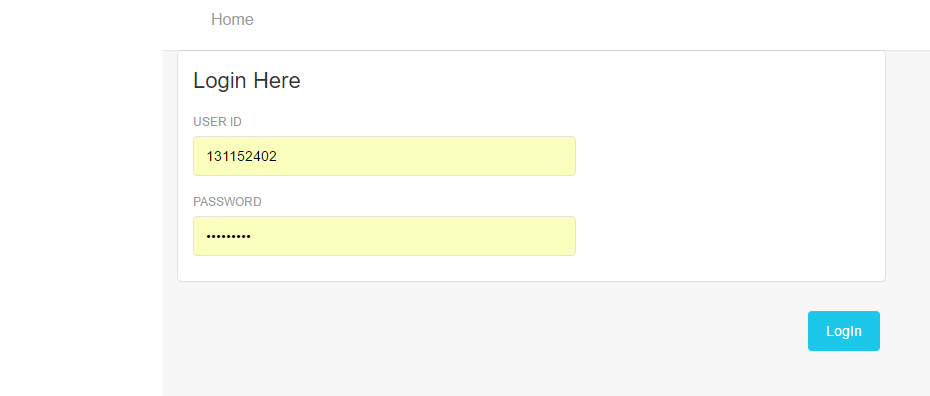 Home
Login Here
USER ID
131152402
PASSWORD
•••••••••
LogIn